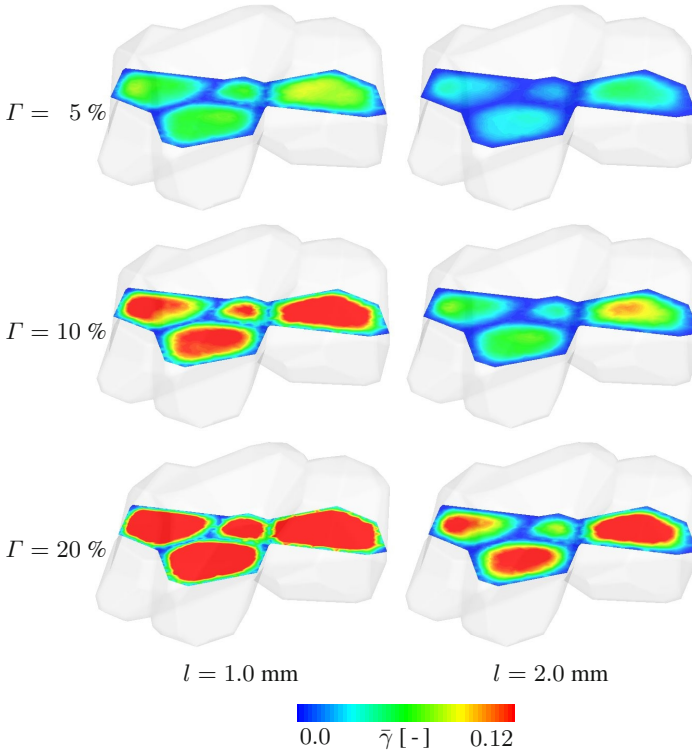 Γ = 5 %
Γ = 10 %
Γ = 20 %
l = 1.0 mm l = 2.0 mm
0.0 γ̄ [ - ] 0.12